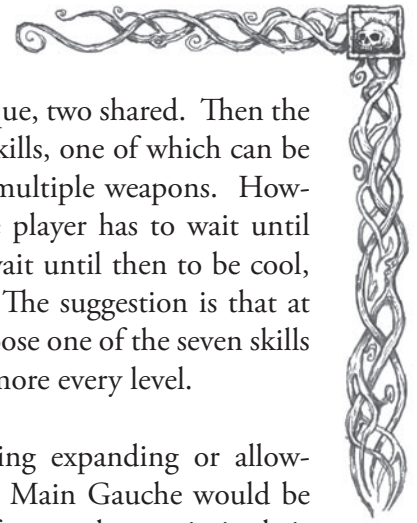 ue, two shared. Then the
kills, one of which can be
multiple weapons. How-
player has to wait until
wait until then to be cool,
The suggestion is that at
ose one of the seven skills
more every level.
ing expanding or allow-
Main Gauche would be